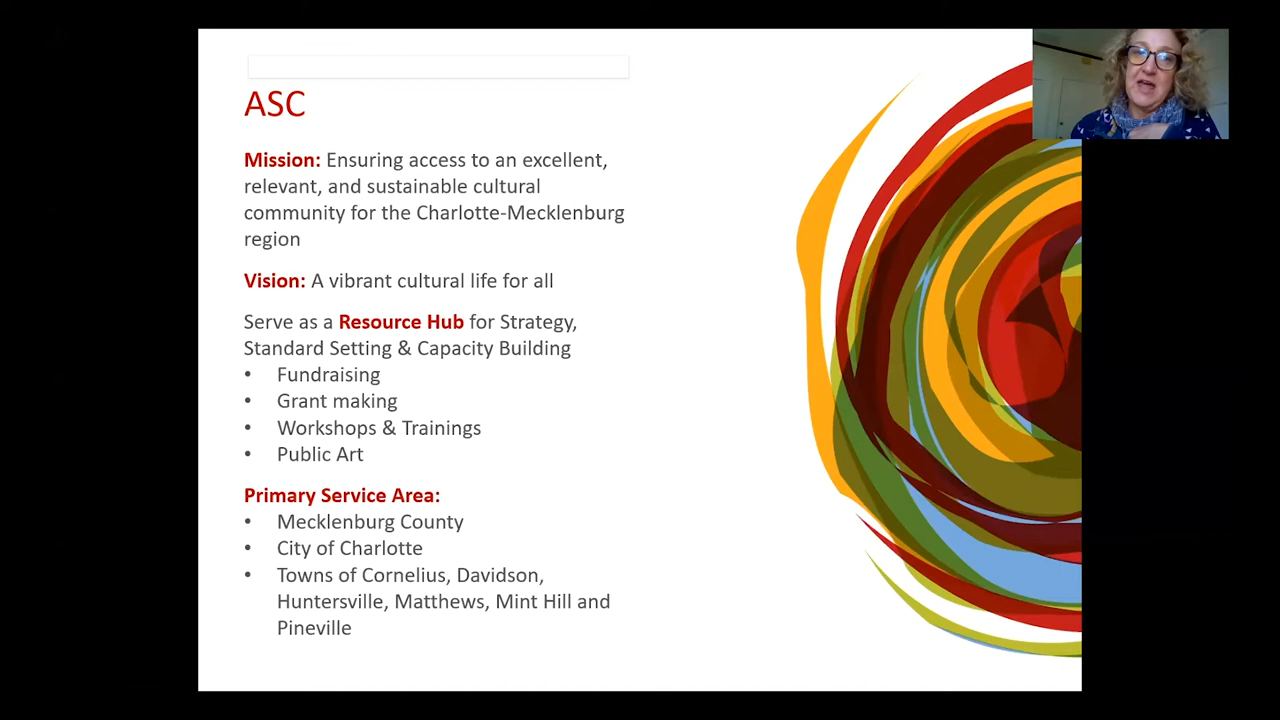 ASC
Mission: Ensuring access to an excellent,
relevant, and sustainable cultural
community for the Charlotte-Mecklenburg
region
Vision: A vibrant cultural life for all
Serve as a Resource Hub for Strategy,
Standard Setting & Capacity Building
• Fundraising
• Grant making
• Workshops & Trainings
• Public Art
Primary Service Area:
• Mecklenburg County
• City of Charlotte
• Towns of Cornelius, Davidson,
Huntersville, Matthews, Mint Hill and
Pineville